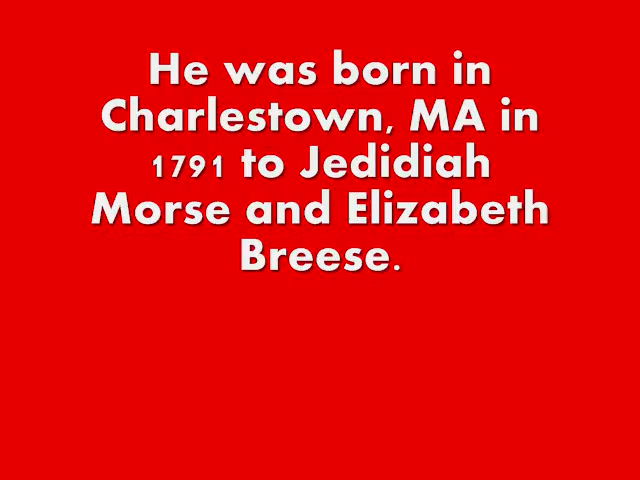 He was born in
Charlestown, MA in
1791 to Jedidiah
Morse and Elizabeth
Breese.